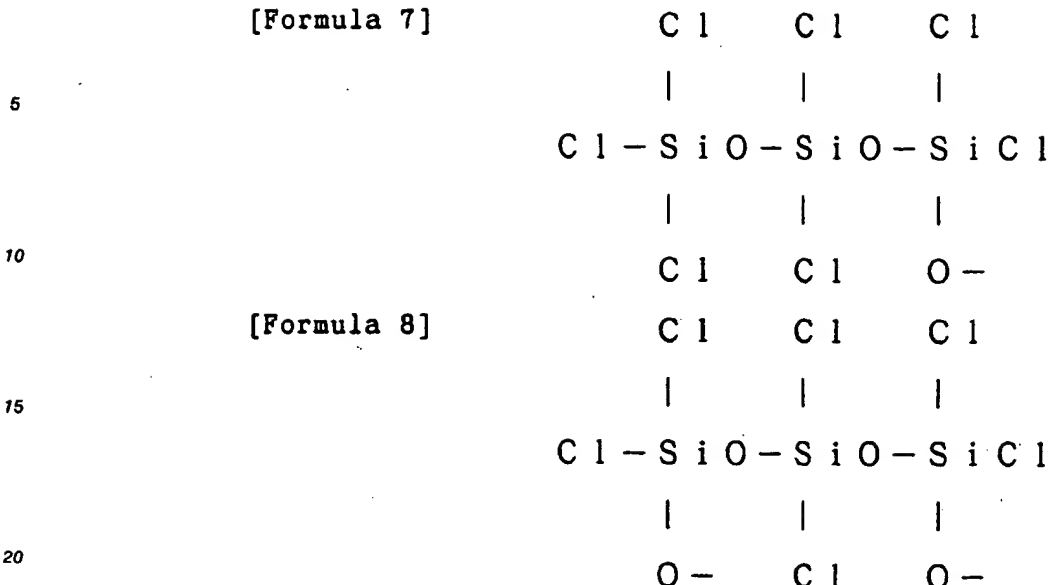 [Formula 7] Cl Cl Cl
5 | | |
Cl-SiO-SiO-SiCl
| | |
10 Cl Cl O-
[Formula 8] Cl Cl Cl
15 | | |
Cl-SiO-SiO-SiCl
| | |
20 O- Cl O-